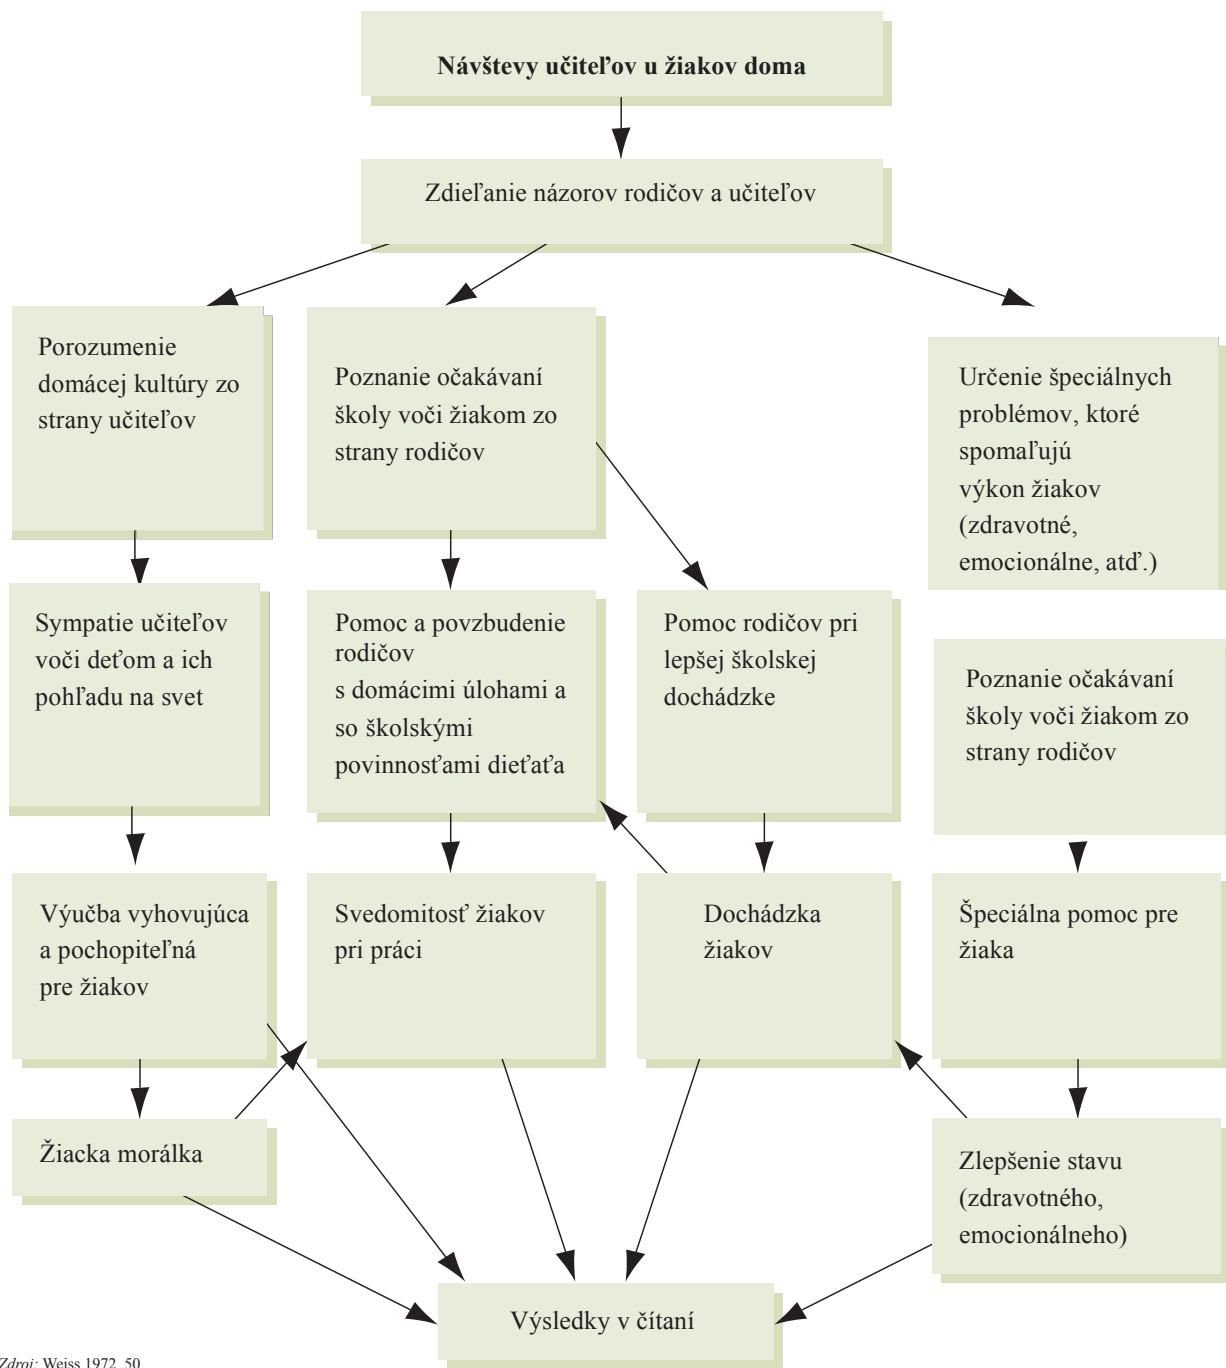 Návštevy učiteľov u žiakov doma
Zdieľanie názorov rodičov a učiteľov
Porozumenie
domácej kultúry zo
strany učiteľov
Poznanie očakávaní
školy voči žiakom zo
strany rodičov
Určenie špeciálnych
problémov, ktoré
spomaľujú
výkon žiakov
(zdravotné,
emocionálne, atď.)
Sympatie učiteľov
voči deťom a ich
pohľadu na svet
Pomoc a povzbudenie
rodičov
s domácimi úlohami a
so školskými
povinnosťami dieťaťa
Pomoc rodičov pri
lepšej školskej
dochádzke
Poznanie očakávaní
školy voči žiakom zo
strany rodičov
Výučba vyhovujúca
a pochopiteľná
pre žiakov
Svedomitosť žiakov
pri práci
Dochádzka
žiakov
Špeciálna pomoc pre
žiaka
Žiacka morálka
Zlepšenie stavu
(zdravotného,
emocionálneho)
Výsledky v čítaní
Zdroj: Weiss 1972, 50